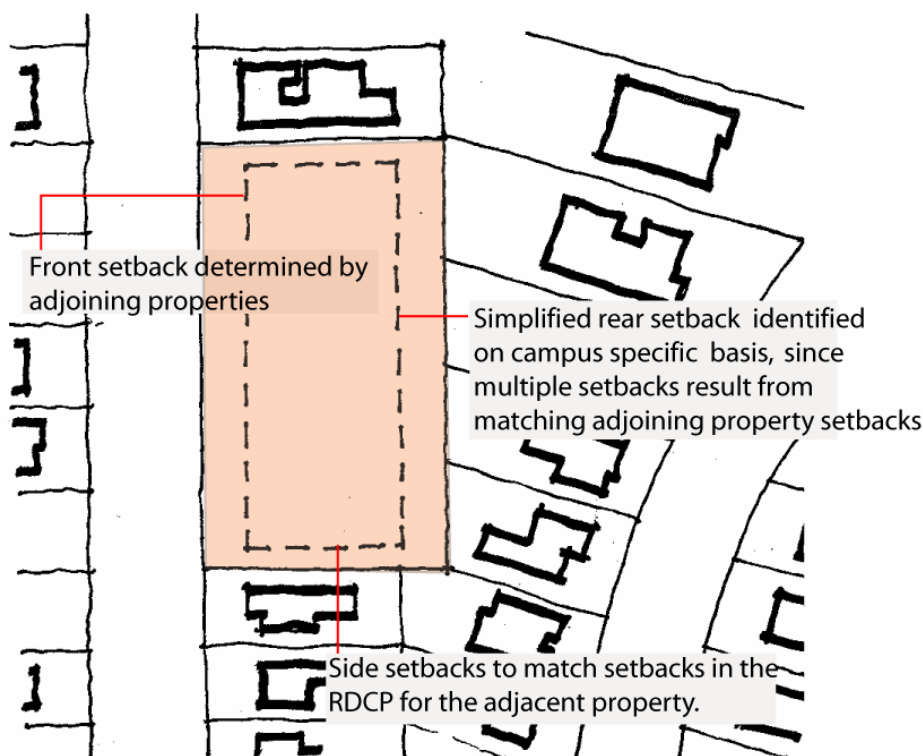 Front setback determined by
adjoining properties
Simplified rear setback identified
on campus specific basis, since
multiple setbacks result from
matching adjoining property setbacks
Side setbacks to match setbacks in the
RDCP for the adjacent property.